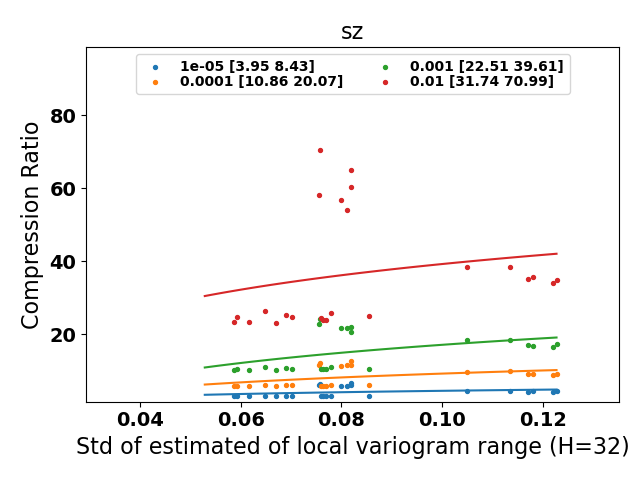 sz
1e-05 [3.95 8.43]
0.0001 [10.86 20.07]
0.001 [22.51 39.61]
0.01 [31.74 70.99]
Compression Ratio
80
60
40
20
0.04 0.06 0.08 0.10 0.12
Std of estimated of local variogram range (H=32)